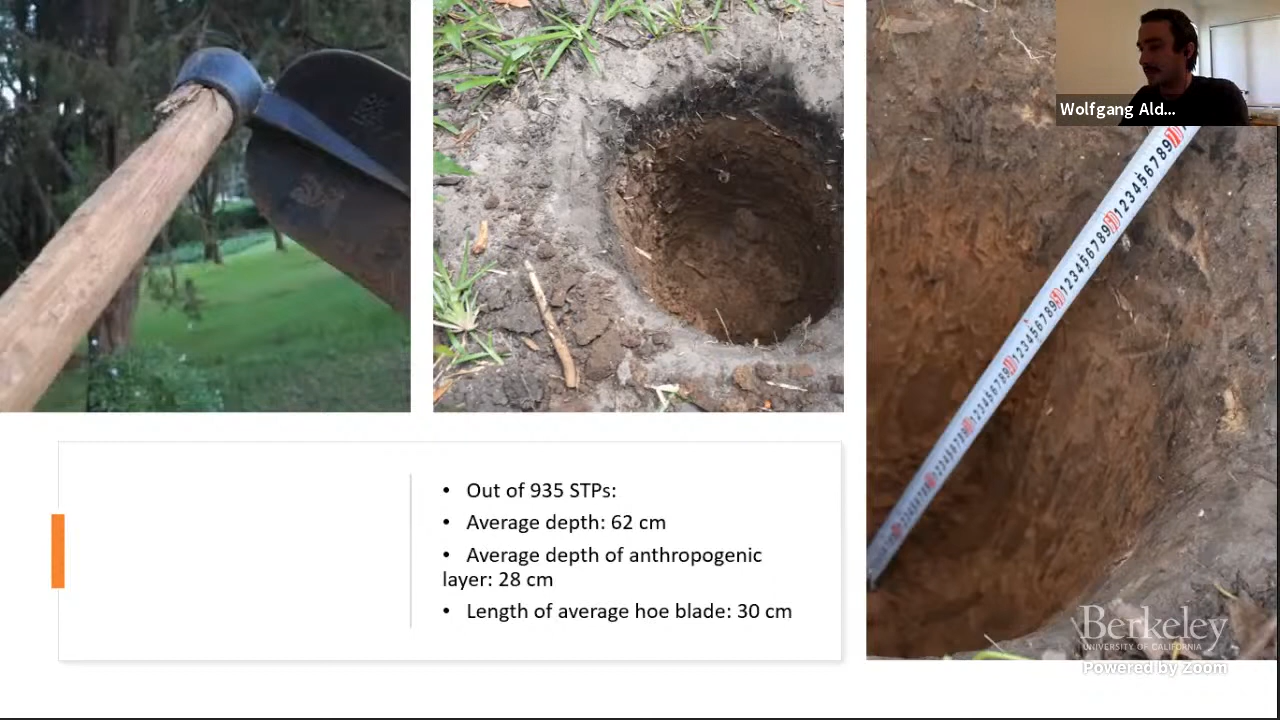 Wolfgang Ald...
• Out of 935 STPs:
• Average depth: 62 cm
• Average depth of anthropogenic
layer: 28 cm
• Length of average hoe blade: 30 cm
Berkeley
UNIVERSITY OF CALIFORNIA
Powered by Zoom